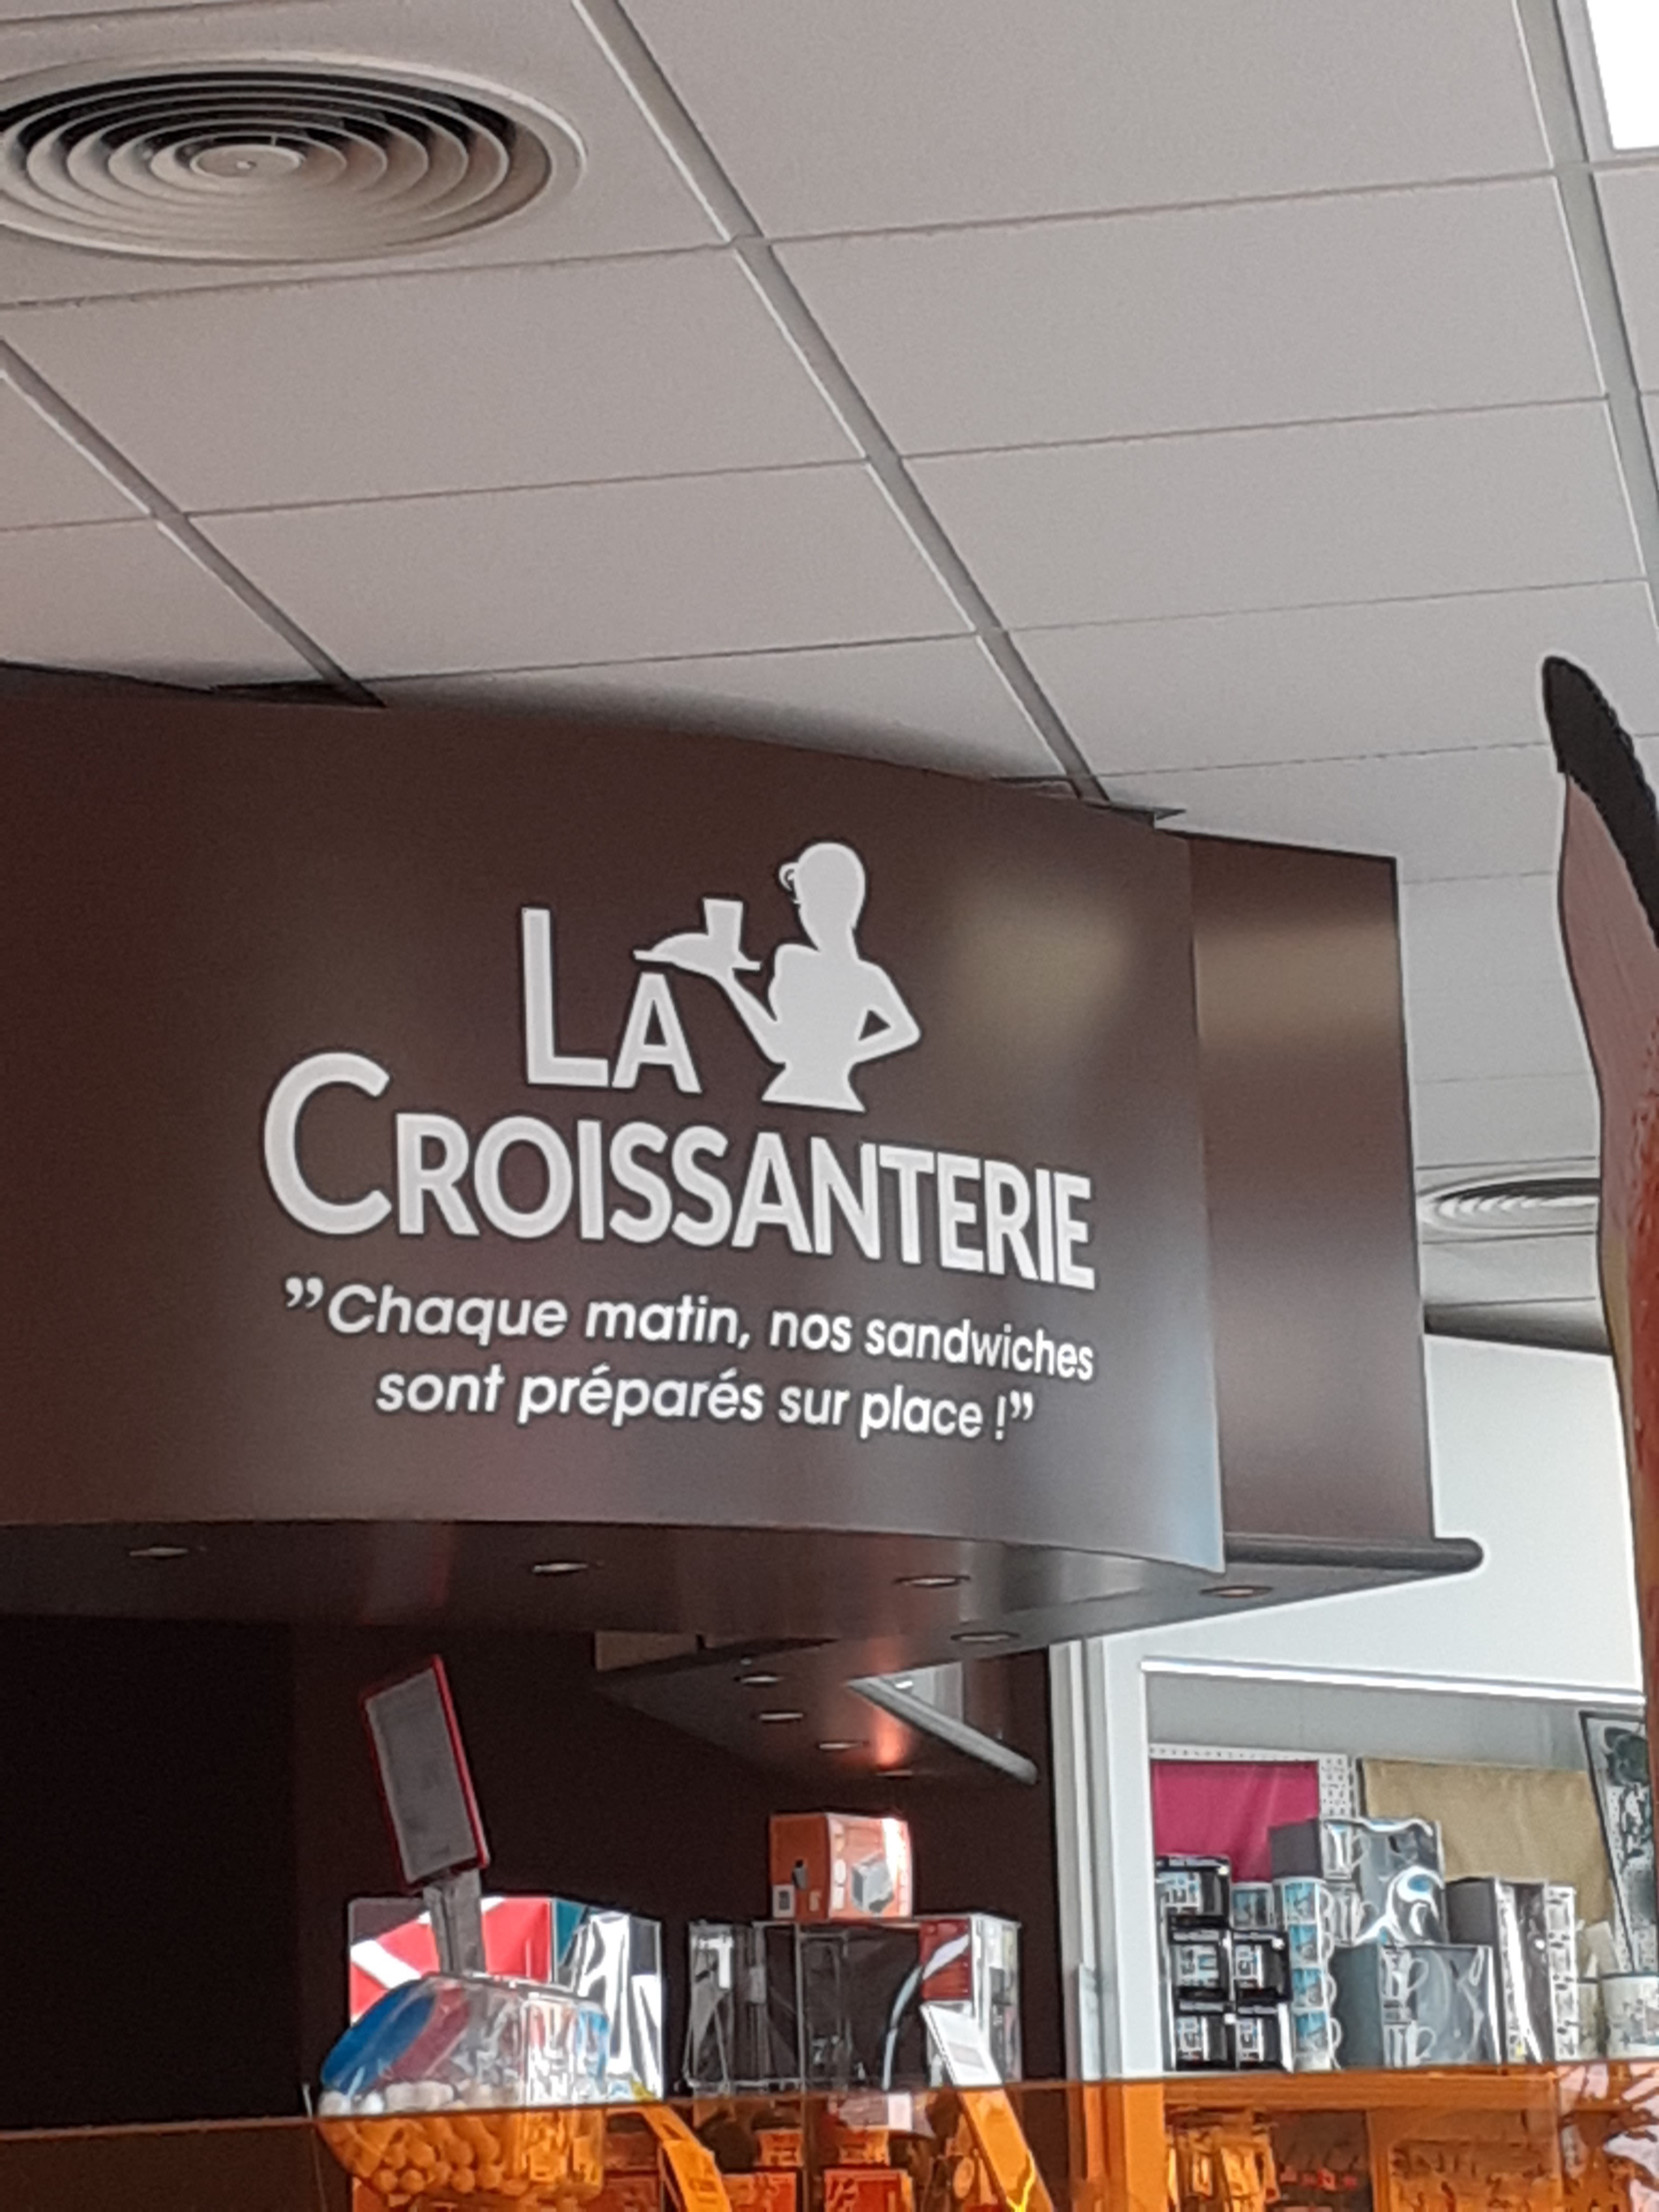 LA
CROISSANTERIE
”Chaque matin, nos sandwiches
sont préparés sur place !”